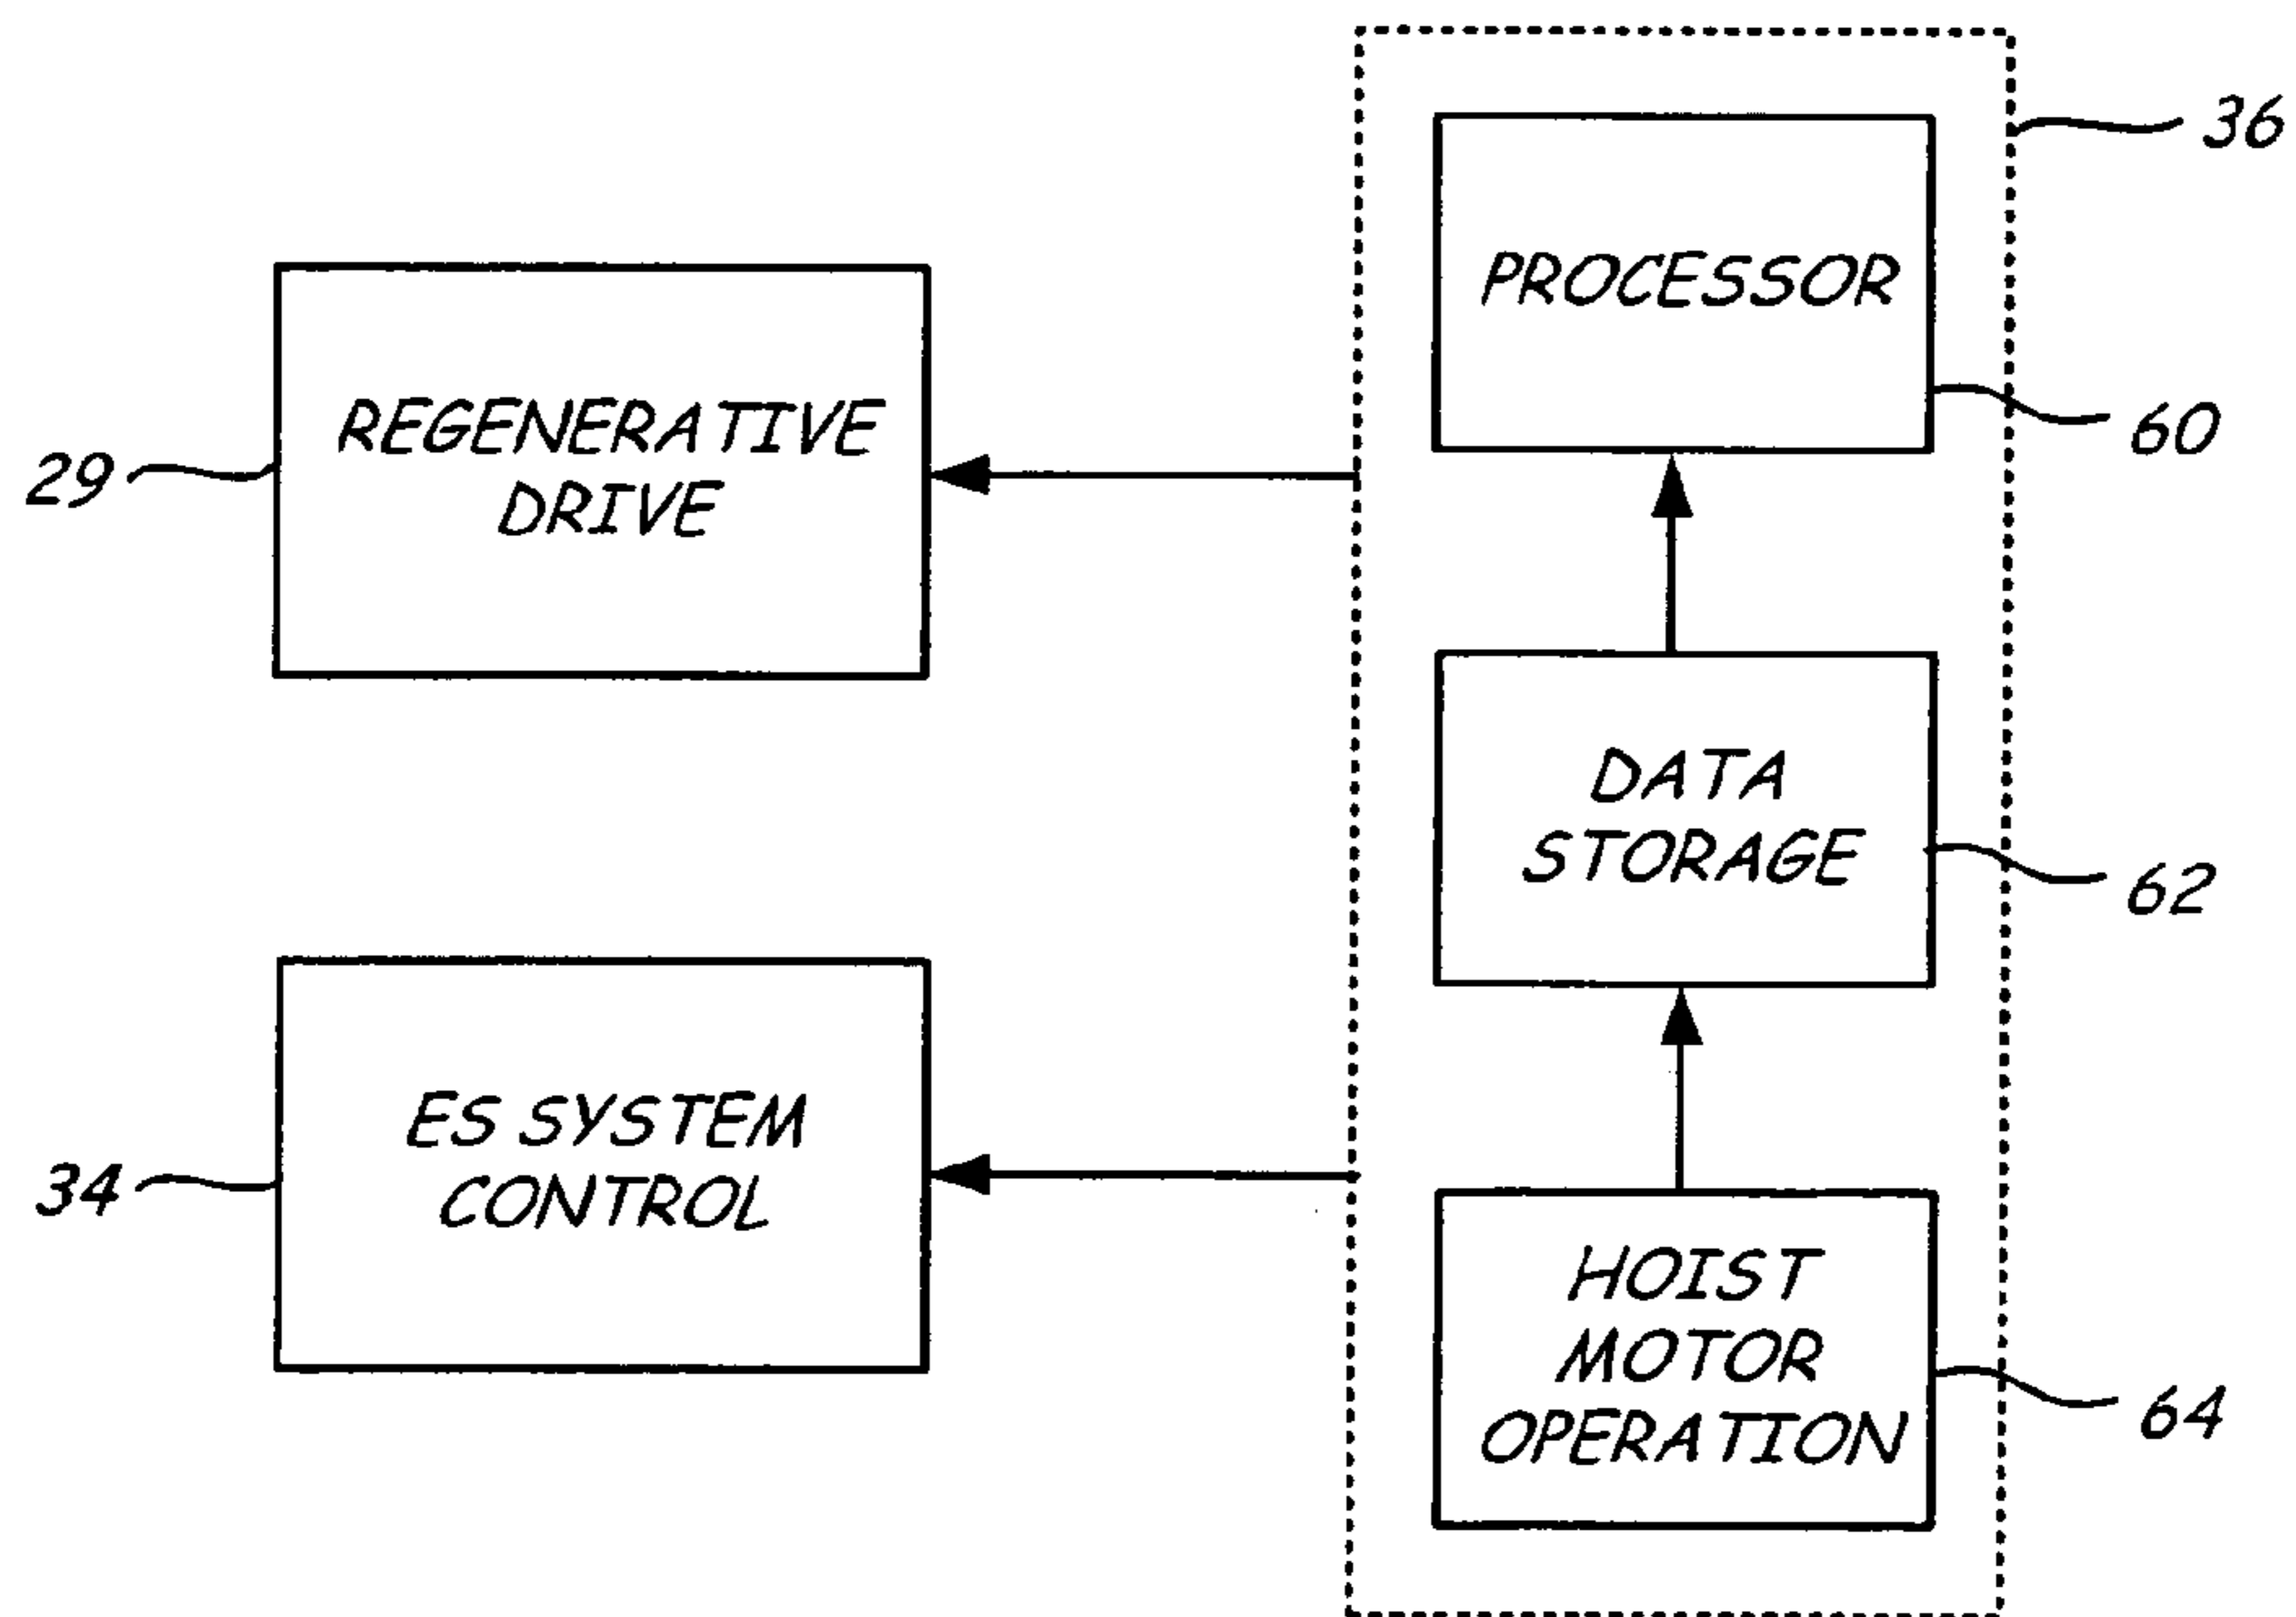 36
PROCESSOR
60
REGENERATIVE
DRIVE
29
DATA
STORAGE
62
ES SYSTEM
CONTROL
34
HOIST
MOTOR
OPERATION
64